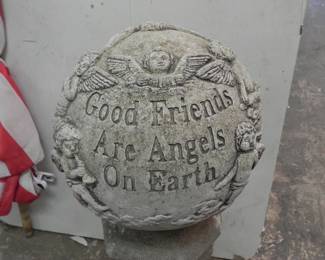 Good Friends
Are Angels
On Earth